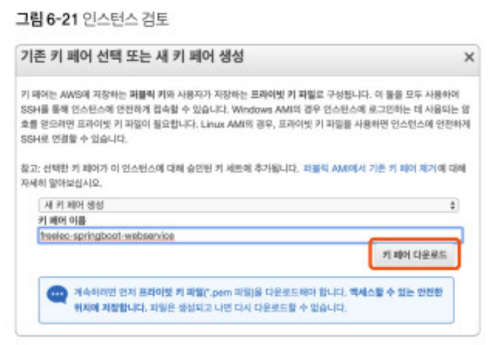 그림 6-21 인스턴스 검토
기존 키 페어 선택 또는 새 키 페어 생성
키 페어는 AWS에 저장하는 퍼블릭 키와 사용자가 저장하는 프라이빗 키 파일로 구성됩니다. 이 둘을 모두 사용하여
SSH를 통해 인스턴스에 안전하게 접속할 수 있습니다. Windows AMI의 경우 인스턴스에 로그인하는 데 사용되는 암
호를 얻으려면 프라이빗 키 파일이 필요합니다. Linux AMI의 경우, 프라이빗 키 파일을 사용하면 인스턴스에 안전하게
SSH로 연결할 수 있습니다.
참고: 선택한 키 페어가 이 인스턴스에 대해 승인된 키 세트에 추가됩니다. 퍼블릭 AMI에서 기존 키 페어 제거에 대해
자세히 알아보십시오.
새 키 페어 생성
키 페어 이름
freelec-springboot-webservice
키 페어 다운로드
계속하려면 먼저 프라이빗 키 파일(*.pem 파일)을 다운로드해야 합니다. 액세스할 수 있는 안전한
위치에 저장합니다. 파일은 생성되고 나면 다시 다운로드할 수 없습니다.